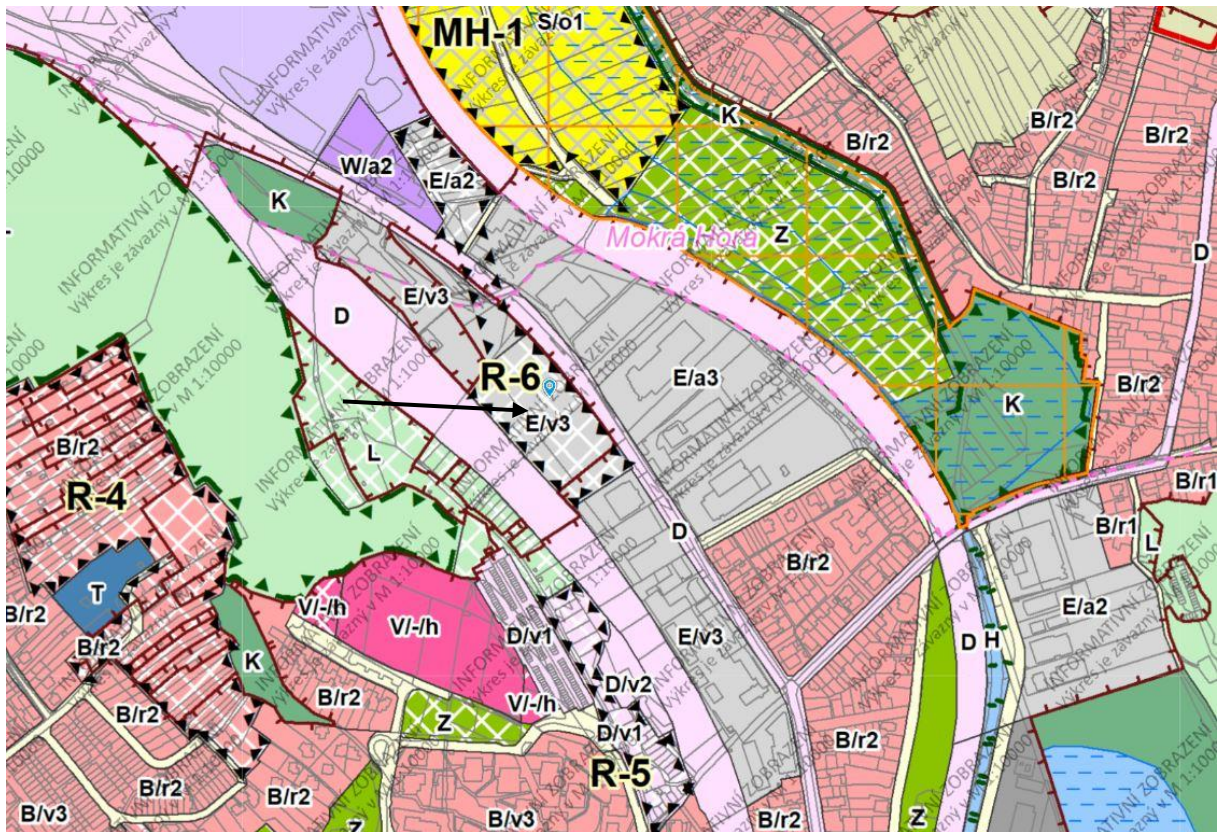 MH-1
S/o1
INFORMATIVNÍ ZOBRAZENÍ
Výkres je závazný v M 1:10000
K
B/r2
B/r2
B/r2
B/r2
W/a2
E/a2
K
Mokrá Hora
Z
D
E/v3
D
R-6
E/a3
E/v3
K
B/r2
B/r2
L
R-4
B/r1
B/r1
D
L
B/r2
T
V/-/h
V/-/h
E/a2
B/r2
B/r2
D/v1
E/v3
D
H
K
B/r2
V/-/h
D/v2
Z
D/v1
B/r2
B/r2
R-5
B/r2
B/r2
B/v3
Z
B/v3
B/r2
Z